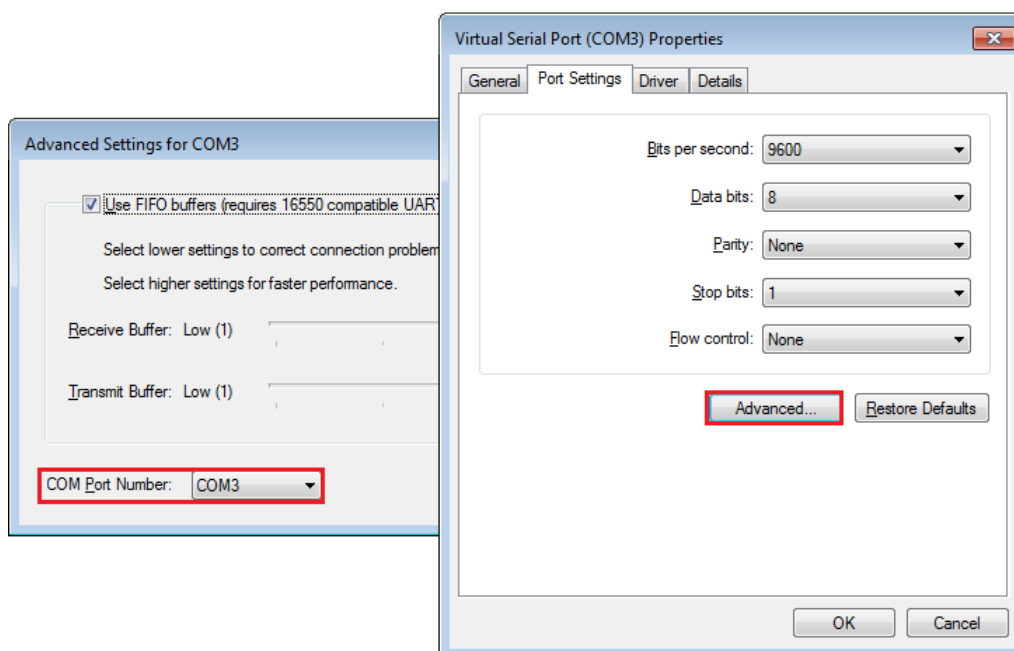 Virtual Serial Port (COM3) Properties
General Port Settings Driver Details
Bits per second: 9600
Data bits: 8
Parity: None
Stop bits: 1
Flow control: None
Advanced... Restore Defaults
OK Cancel
Advanced Settings for COM3
Use FIFO buffers (requires 16550 compatible UART
Select lower settings to correct connection problem
Select higher settings for faster performance.
Receive Buffer: Low (1)
Transmit Buffer: Low (1)
COM Port Number: COM3